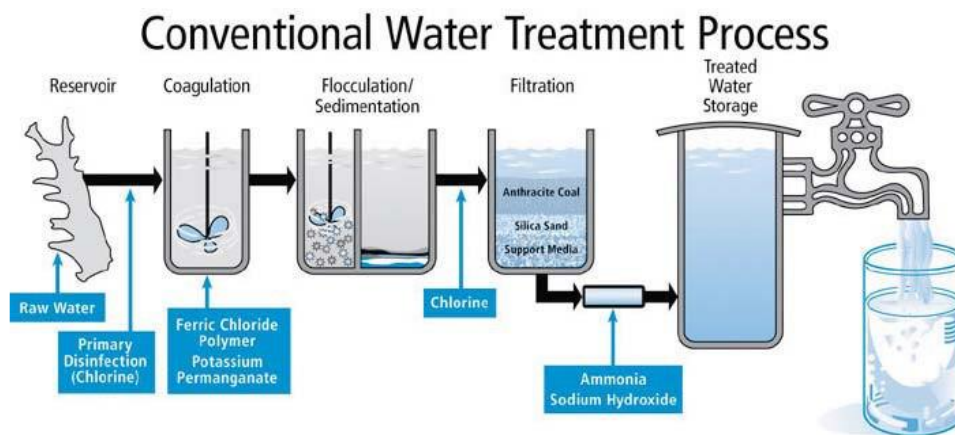 Conventional Water Treatment Process
Reservoir
Coagulation
Flocculation/
Sedimentation
Filtration
Treated
Water
Storage
Anthracite Coal
Silica Sand
Support Media
Raw Water
Primary
Disinfection
(Chlorine)
Ferric Chloride
Polymer
Potassium
Permanganate
Chlorine
Ammonia
Sodium Hydroxide